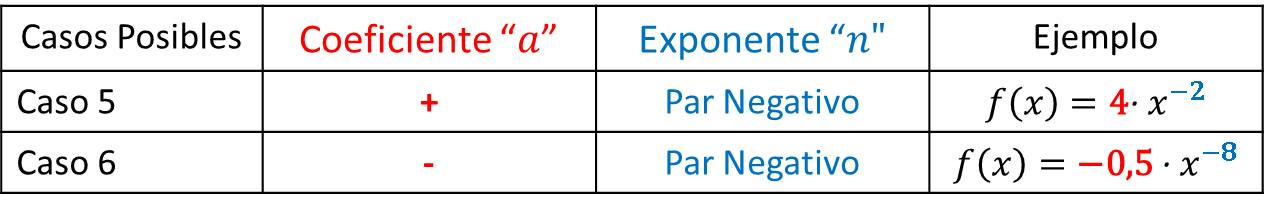 Casos Posibles Coeficiente “a” Exponente “n" Ejemplo
Caso 5 + Par Negativo f(x) = 4· x⁻²
Caso 6 - Par Negativo f(x) = −0,5 · x⁻⁸